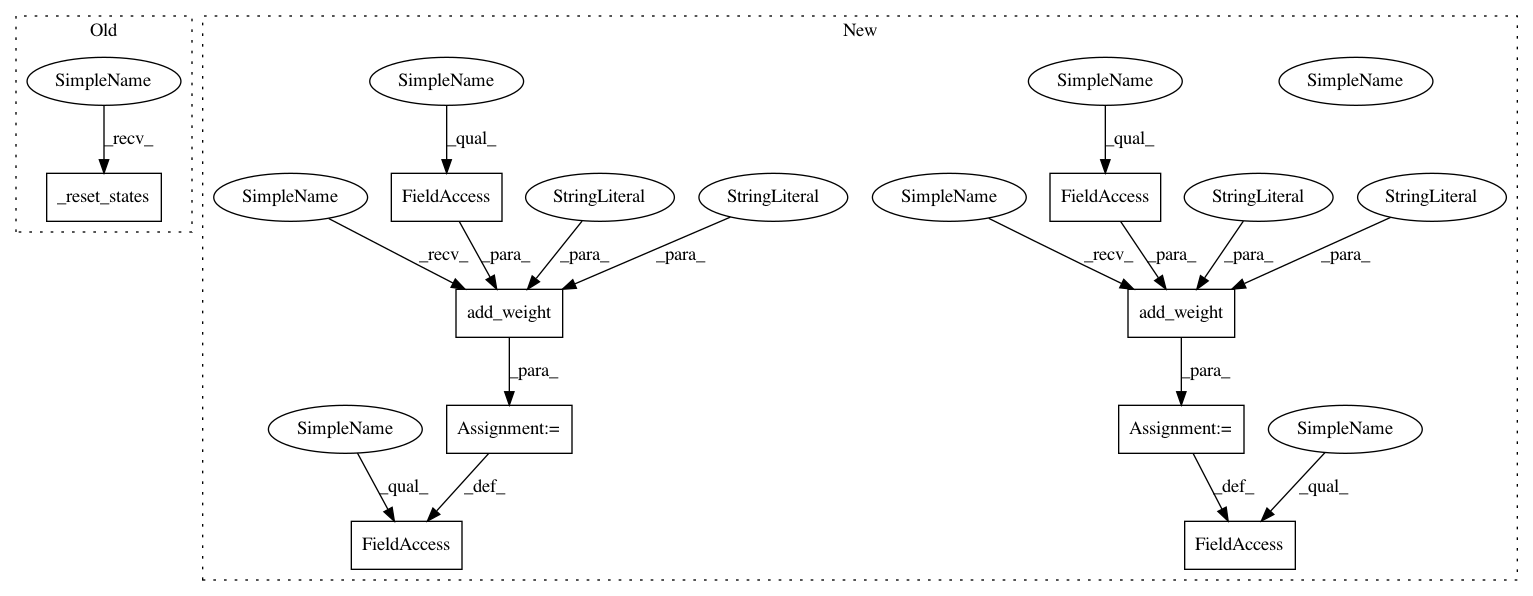 Old
New
SimpleName
SimpleName
SimpleName
SimpleName
_recv_
_qual_
_qual_
_reset_states
SimpleName
FieldAccess
StringLiteral
StringLiteral
SimpleName
FieldAccess
StringLiteral
StringLiteral
_recv_
_para_
_para_
_para_
_recv_
_para_
_para_
_para_
add_weight
add_weight
_para_
_para_
SimpleName
Assignment:=
Assignment:=
SimpleName
_qual_
_def_
_def_
_qual_
FieldAccess
FieldAccess